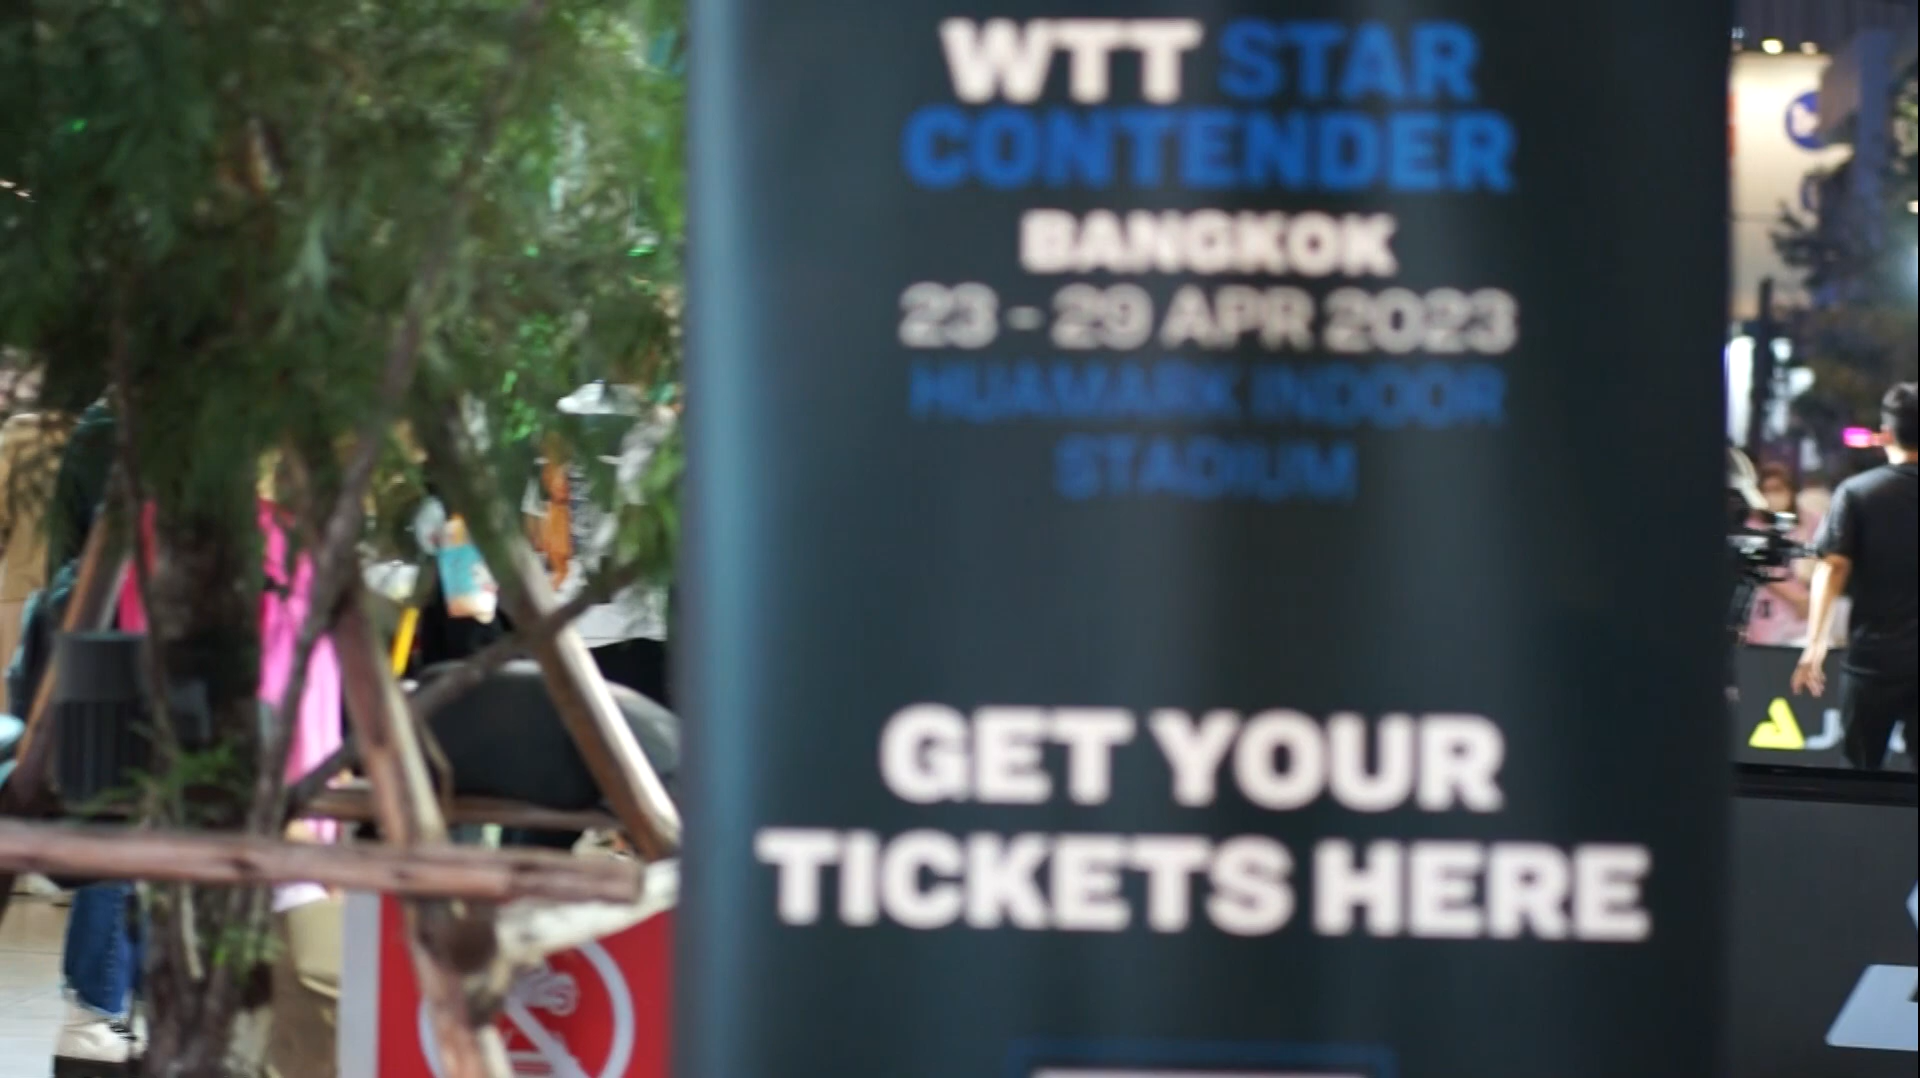 WTT STAR
CONTENDER
BANGKOK
23 - 29 APR 2023
HUAMARK INDOOR
STADIUM
GET YOUR
TICKETS HERE